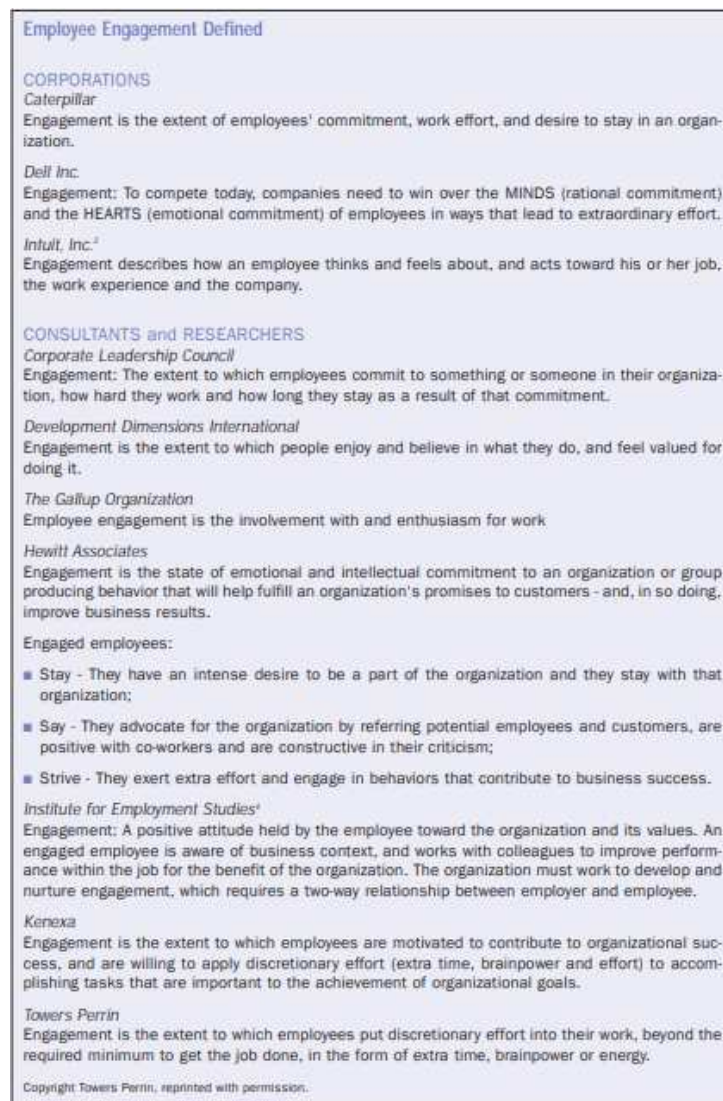 Employee Engagement Defined
CORPORATIONS
Caterpillar
Engagement is the extent of employees' commitment, work effort, and desire to stay in an organ-
ization.
Dell Inc.
Engagement: To compete today, companies need to win over the MINDS (rational commitment)
and the HEARTS (emotional commitment) of employees in ways that lead to extraordinary effort.
Intuit, Inc.²
Engagement describes how an employee thinks and feels about, and acts toward his or her job,
the work experience and the company.
CONSULTANTS and RESEARCHERS
Corporate Leadership Council
Engagement: The extent to which employees commit to something or someone in their organiza-
tion, how hard they work and how long they stay as a result of that commitment.
Development Dimensions International
Engagement is the extent to which people enjoy and believe in what they do, and feel valued for
doing it.
The Gallup Organization
Employee engagement is the involvement with and enthusiasm for work
Hewitt Associates
Engagement is the state of emotional and intellectual commitment to an organization or group
producing behavior that will help fulfill an organization's promises to customers - and, in so doing,
improve business results.
Engaged employees:
■ Stay - They have an intense desire to be a part of the organization and they stay with that
organization;
■ Say - They advocate for the organization by referring potential employees and customers, are
positive with co-workers and are constructive in their criticism;
■ Strive - They exert extra effort and engage in behaviors that contribute to business success.
Institute for Employment Studies⁴
Engagement: A positive attitude held by the employee toward the organization and its values. An
engaged employee is aware of business context, and works with colleagues to improve perform-
ance within the job for the benefit of the organization. The organization must work to develop and
nurture engagement, which requires a two-way relationship between employer and employee.
Kenexa
Engagement is the extent to which employees are motivated to contribute to organizational suc-
cess, and are willing to apply discretionary effort (extra time, brainpower and effort) to accom-
plishing tasks that are important to the achievement of organizational goals.
Towers Perrin
Engagement is the extent to which employees put discretionary effort into their work, beyond the
required minimum to get the job done, in the form of extra time, brainpower or energy.
Copyright Towers Perrin, reprinted with permission.